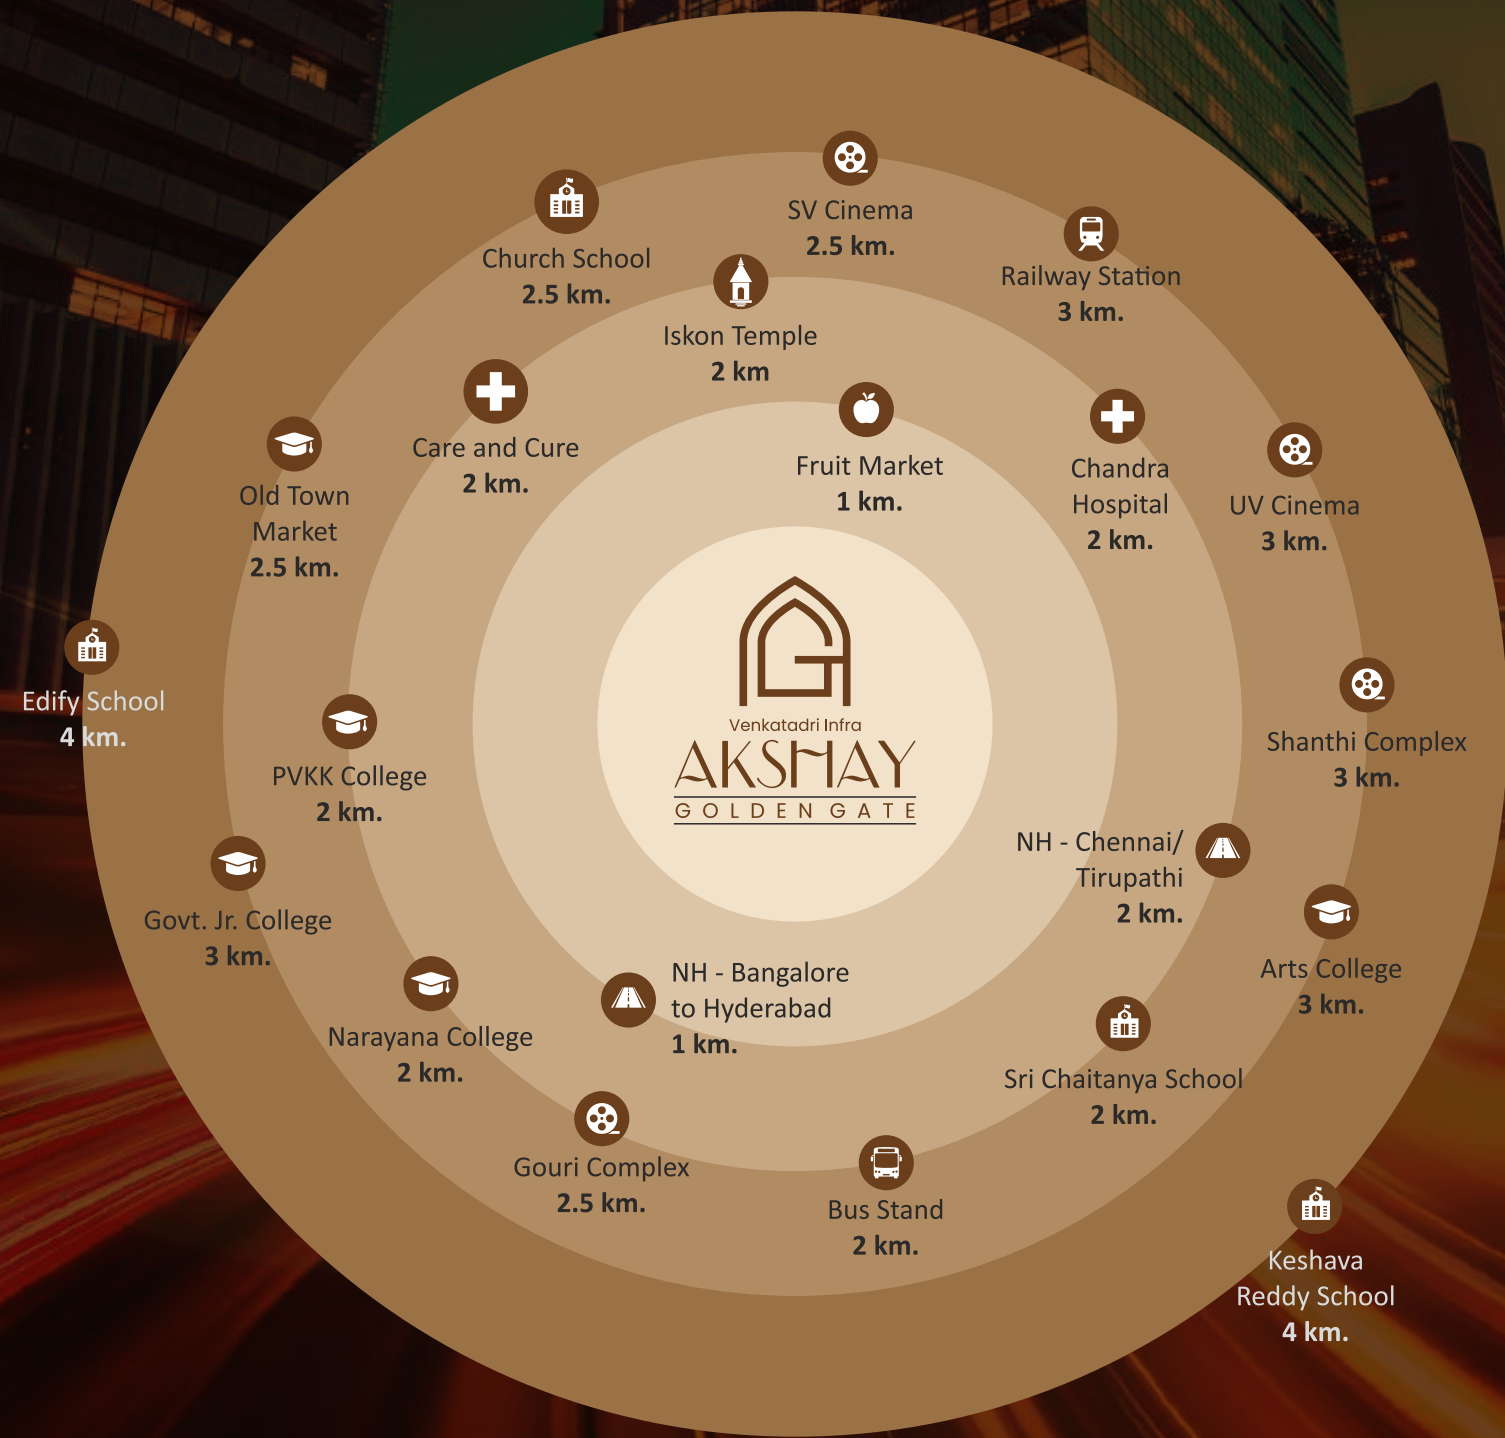 SV Cinema
2.5 km.
Church School
2.5 km.
Railway Station
3 km.
Iskon Temple
2 km
Care and Cure
2 km.
Fruit Market
1 km.
Chandra
Hospital
2 km.
UV Cinema
3 km.
Old Town
Market
2.5 km.
Edify School
4 km.
Venkatadri Infra
AKSHAY
GOLDEN GATE
PVKK College
2 km.
Shanthi Complex
3 km.
NH - Chennai/
Tirupathi
2 km.
Govt. Jr. College
3 km.
Arts College
3 km.
NH - Bangalore
to Hyderabad
1 km.
Narayana College
2 km.
Sri Chaitanya School
2 km.
Gouri Complex
2.5 km.
Bus Stand
2 km.
Keshava
Reddy School
4 km.